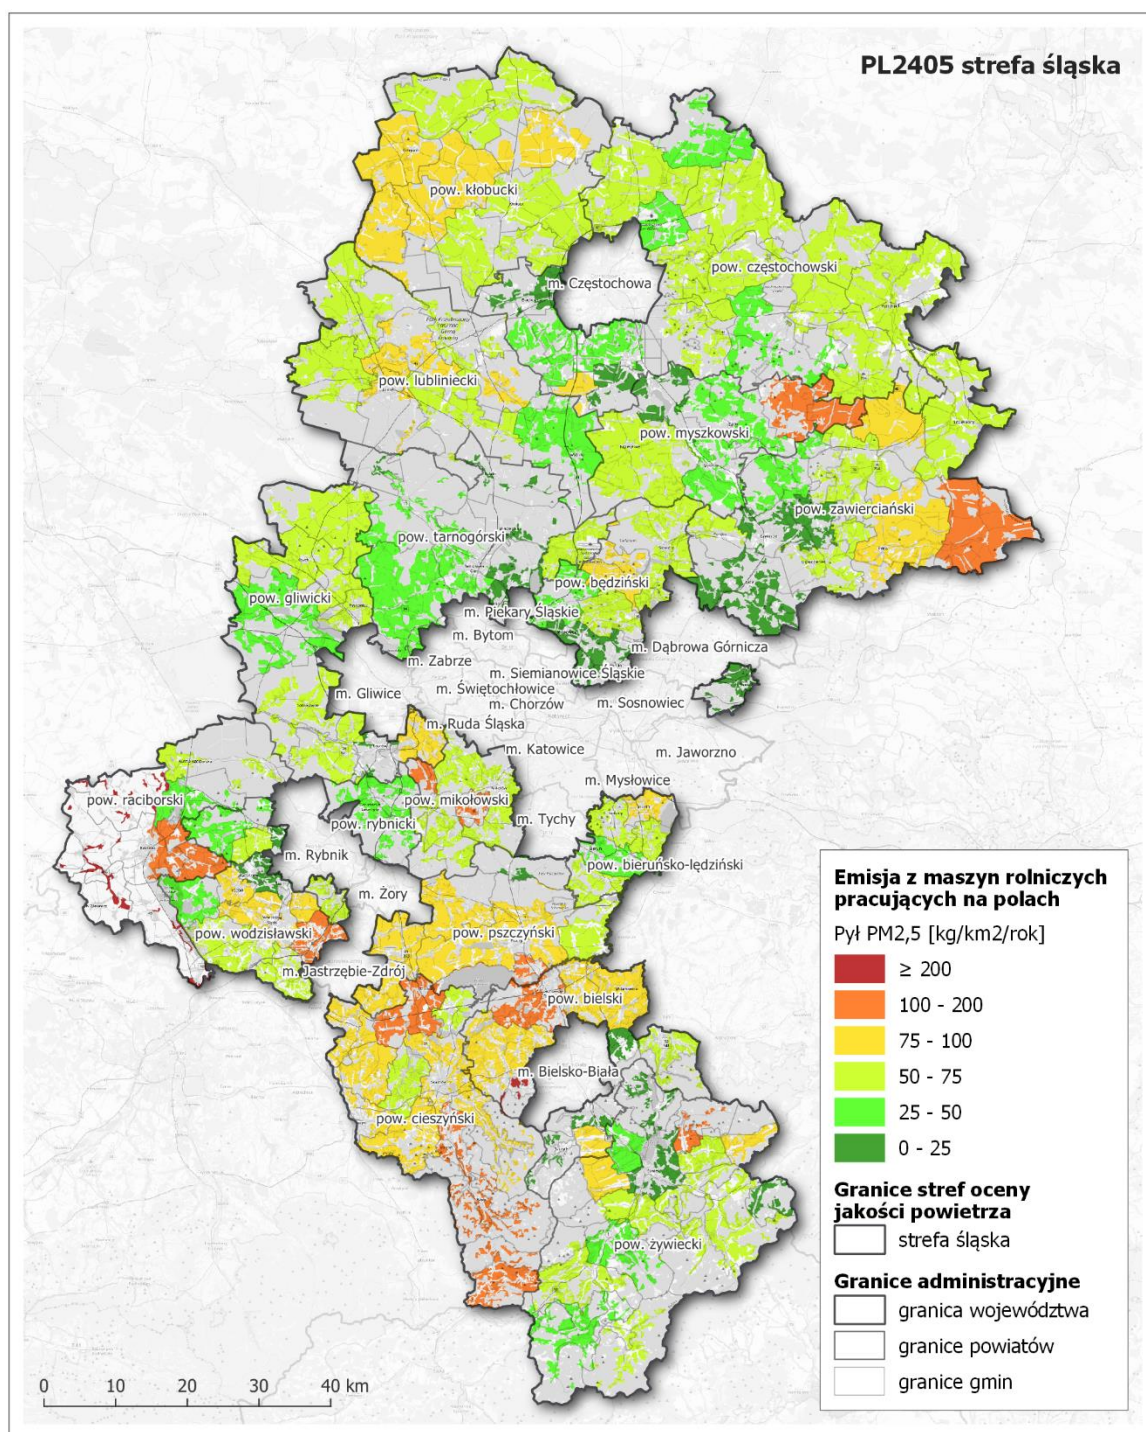 PL2405 strefa śląska
pow. kłobucki
pow. częstochowski
m. Częstochowa
pow. lubliniecki
pow. myszkowski
pow. zawierciański
pow. tarnogórski
pow. będziński
pow. gliwicki
m. Piekary Śląskie
m. Bytom
m. Dąbrowa Górnicza
m. Zabrze
m. Siemianowice Śląskie
m. Gliwice
m. Świętochłowice
m. Chorzów
m. Sosnowiec
m. Ruda Śląska
m. Katowice
m. Jaworzno
m. Mysłowice
pow. raciborski
pow. mikołowski
pow. rybnicki
m. Tychy
m. Rybnik
pow. bieruńsko-lędziński
m. Żory
pow. wodzisławski
pow. pszczyński
m. Jastrzębie-Zdrój
pow. bielski
m. Bielsko-Biała
pow. cieszyński
pow. żywiecki
Emisja z maszyn rolniczych
pracujących na polach
Pył PM2,5 [kg/km2/rok]
≥ 200
100 - 200
75 - 100
50 - 75
25 - 50
0 - 25
Granice stref oceny
jakości powietrza
strefa śląska
Granice administracyjne
granica województwa
granice powiatów
granice gmin
0 10 20 30 40 km